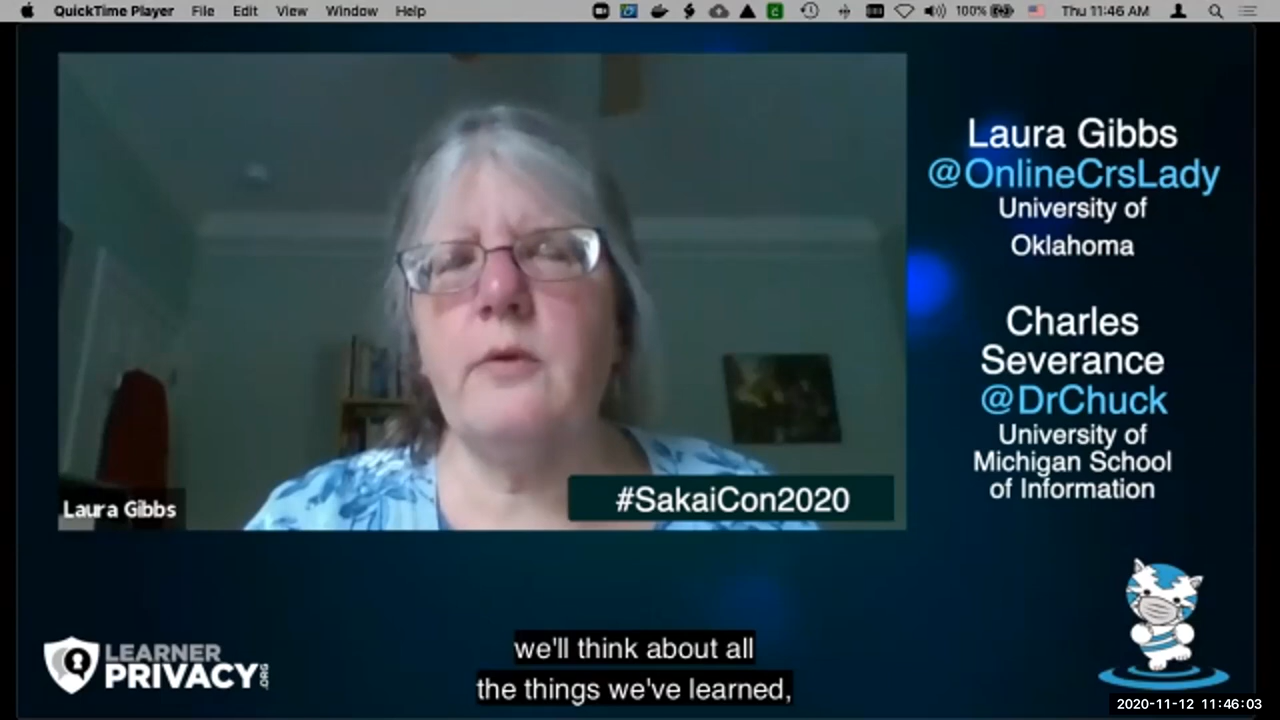 QuickTime Player File Edit View Window Help 100% Thu 11:46 AM
Laura Gibbs
@OnlineCrsLady
University of
Oklahoma
Charles
Severance
@DrChuck
University of
Michigan School
of Information
#SakaiCon2020
Laura Gibbs
LEARNER
PRIVACY.ORG
we'll think about all
the things we've learned,
2020-11-12 11:46:03